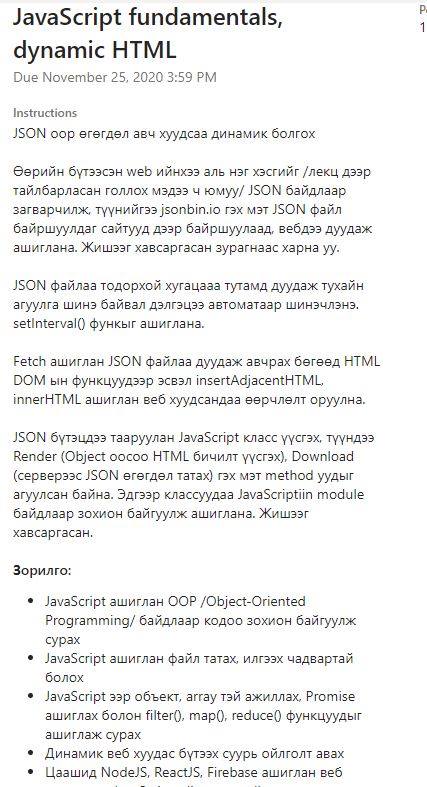 JavaScript fundamentals,
dynamic HTML
Due November 25, 2020 3:59 PM
Instructions
JSON оор өгөгдөл авч хуудсаа динамик болгох
Өөрийн бүтээсэн web ийнхээ аль нэг хэсгийг /лекц дээр
тайлбарласан голлох мэдээ ч юмуу/ JSON байдлаар
загварчилж, түүнийгээ jsonbin.io гэх мэт JSON файл
байршуулдаг сайтууд дээр байршуулаад, вебдээ дуудаж
ашиглана. Жишээг хавсаргасан зурагнаас харна уу.
JSON файлаа тодорхой хугацааа тутамд дуудаж тухайн
агуулга шинэ байвал дэлгэцээ автоматаар шинэчлэнэ.
setInterval() функыг ашиглана.
Fetch ашиглан JSON файлаа дуудаж авчрах бөгөөд HTML
DOM ын функцуудээр эсвэл insertAdjacentHTML,
innerHTML ашиглан веб хуудсандаа өөрчлөлт оруулна.
JSON бүтэцдээ тааруулан JavaScript класс үүсгэх, түүндээ
Render (Object оосоо HTML бичилт үүсгэх), Download
(серверээс JSON өгөгдөл татах) гэх мэт method уудыг
агуулсан байна. Эдгээр классуудаа JavaScriptiin module
байдлаар зохион байгуулж ашиглана. Жишээг
хавсаргасан.
Зорилго:
• JavaScript ашиглан OOP /Object-Oriented
Programming/ байдлаар кодоо зохион байгуулж
сурах
• JavaScript ашиглан файл татах, илгээх чадвартай
болох
• JavaScript ээр объект, array тэй ажиллах, Promise
ашиглах болон filter(), map(), reduce() функцуудыг
ашиглаж сурах
• Динамик веб хуудас бүтээх суурь ойлголт авах
• Цаашид NodeJS, ReactJS, Firebase ашиглан веб